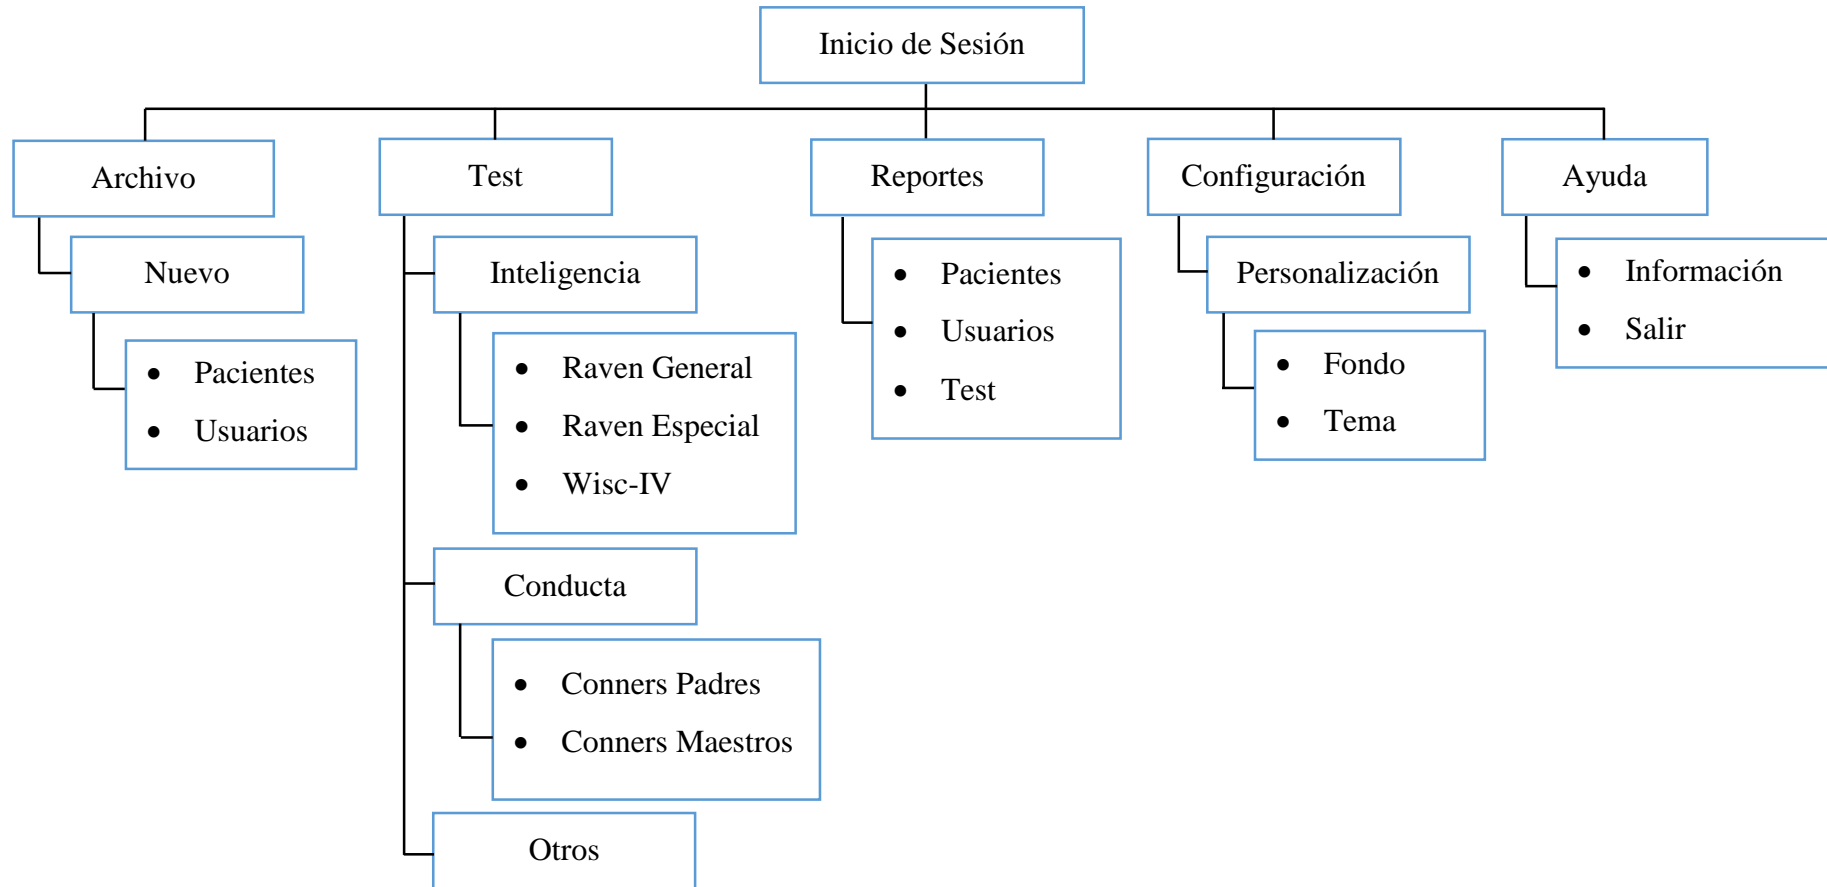 Inicio de Sesión
Archivo
Test
Reportes
Configuración
Ayuda
Nuevo
• Pacientes
• Usuarios
Inteligencia
• Raven General
• Raven Especial
• Wisc-IV
Conducta
• Conners Padres
• Conners Maestros
Otros
• Pacientes
• Usuarios
• Test
Personalización
• Fondo
• Tema
• Información
• Salir